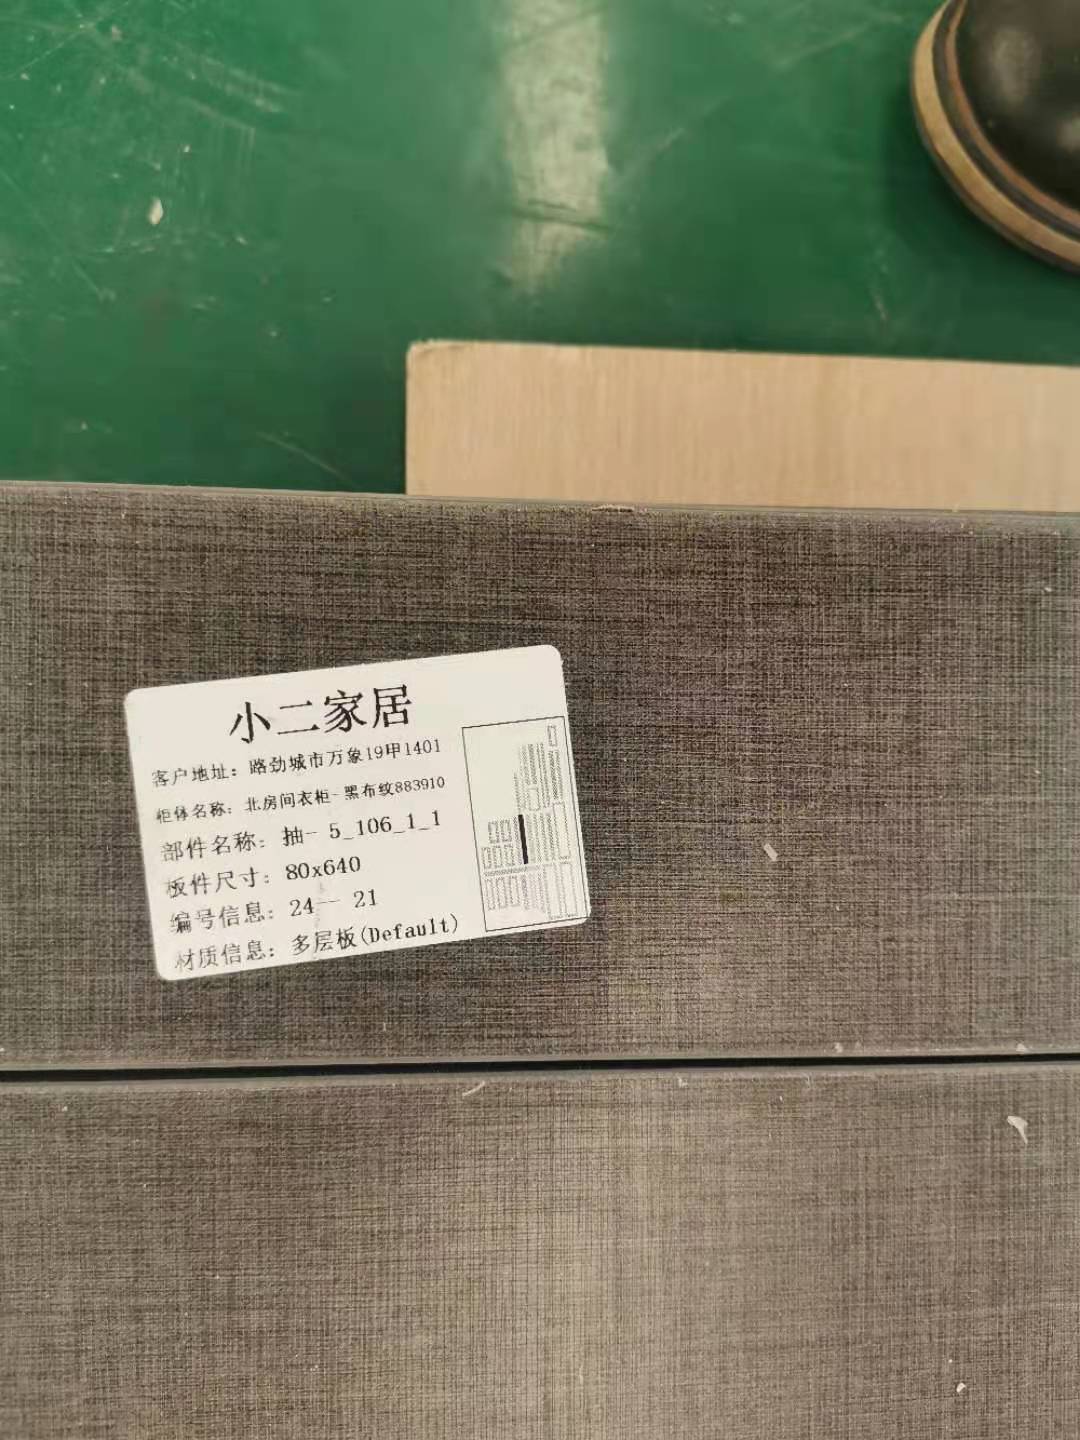 小二家居
客户地址：路劲城市万象19甲1401
柜体名称：北房间衣柜-黑布纹883910
部件名称：抽- 5_106_1_1
板件尺寸：80x640
编号信息：24-- 21
材质信息：多层板(Default)